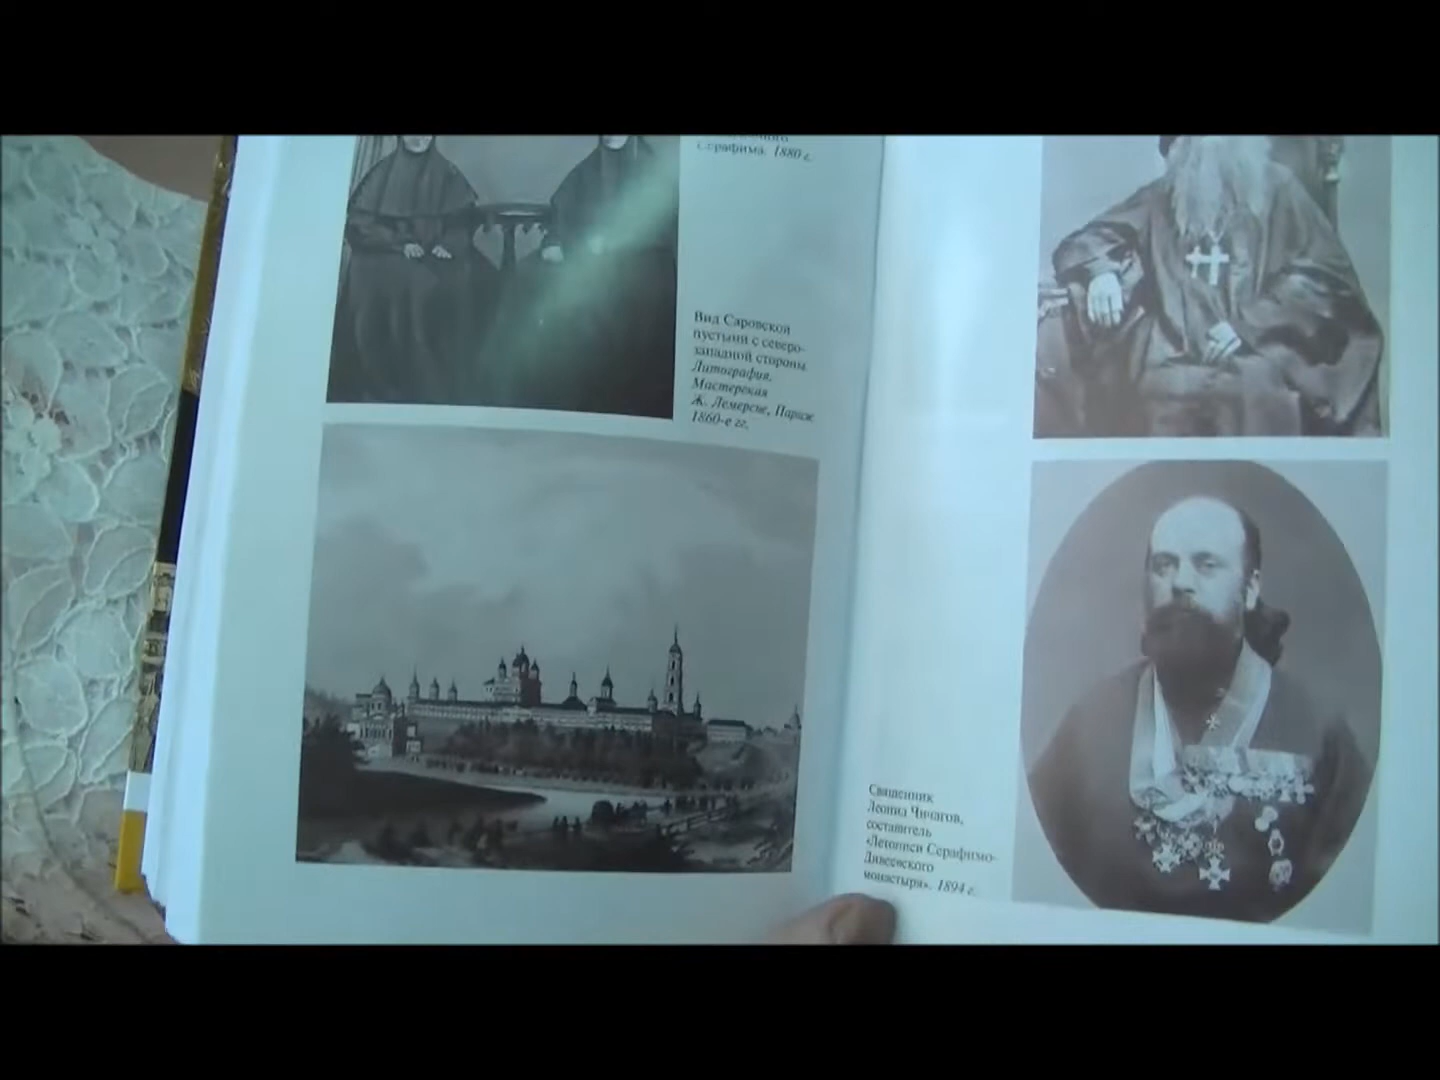 Серафима. 1880 г.
Вид Саровской
пустыни с северо-
западной стороны.
Литография.
Мастерская
Ж. Лемерсье, Париж
1860-е гг.
Священник
Леонид Чичагов,
составитель
«Летописи Серафимо-
Дивеевского
монастыря». 1894 г.